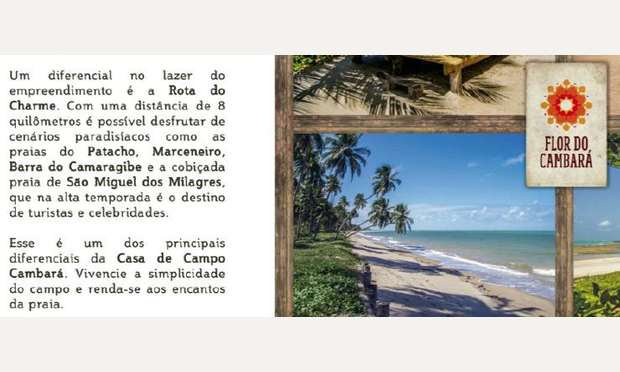 Um diferencial no lazer do
empreendimento é a Rota do
Charme. Com uma distância de 8
quilômetros é possível desfrutar de
cenários paradisíacos como as
praias do Patacho, Marceneiro,
Barra do Camaragibe e a cobiçada
praia de São Miguel dos Milagres,
que na alta temporada é o destino
de turistas e celebridades.
Esse é um dos principais
diferenciais da Casa de Campo
Cambará. Vivencie a simplicidade
do campo e renda-se aos encantos
da praia.
FLOR DO
CAMBARÁ